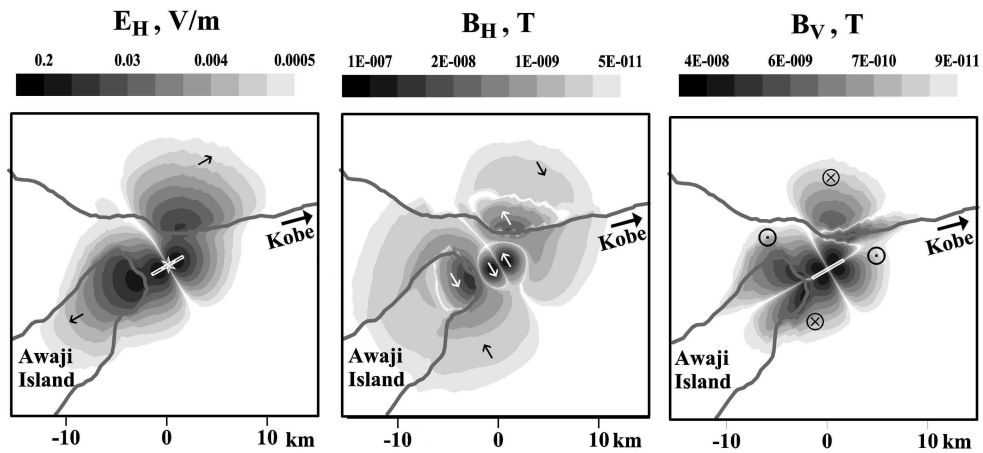 E_H , V/m
0.2 0.03 0.004 0.0005
Kobe
Awaji
Island
-10 0 10 km
B_H , T
1E-007 2E-008 1E-009 5E-011
Kobe
Awaji
Island
-10 0 10 km
B_V , T
4E-008 6E-009 7E-010 9E-011
Kobe
Awaji
Island
-10 0 10 km